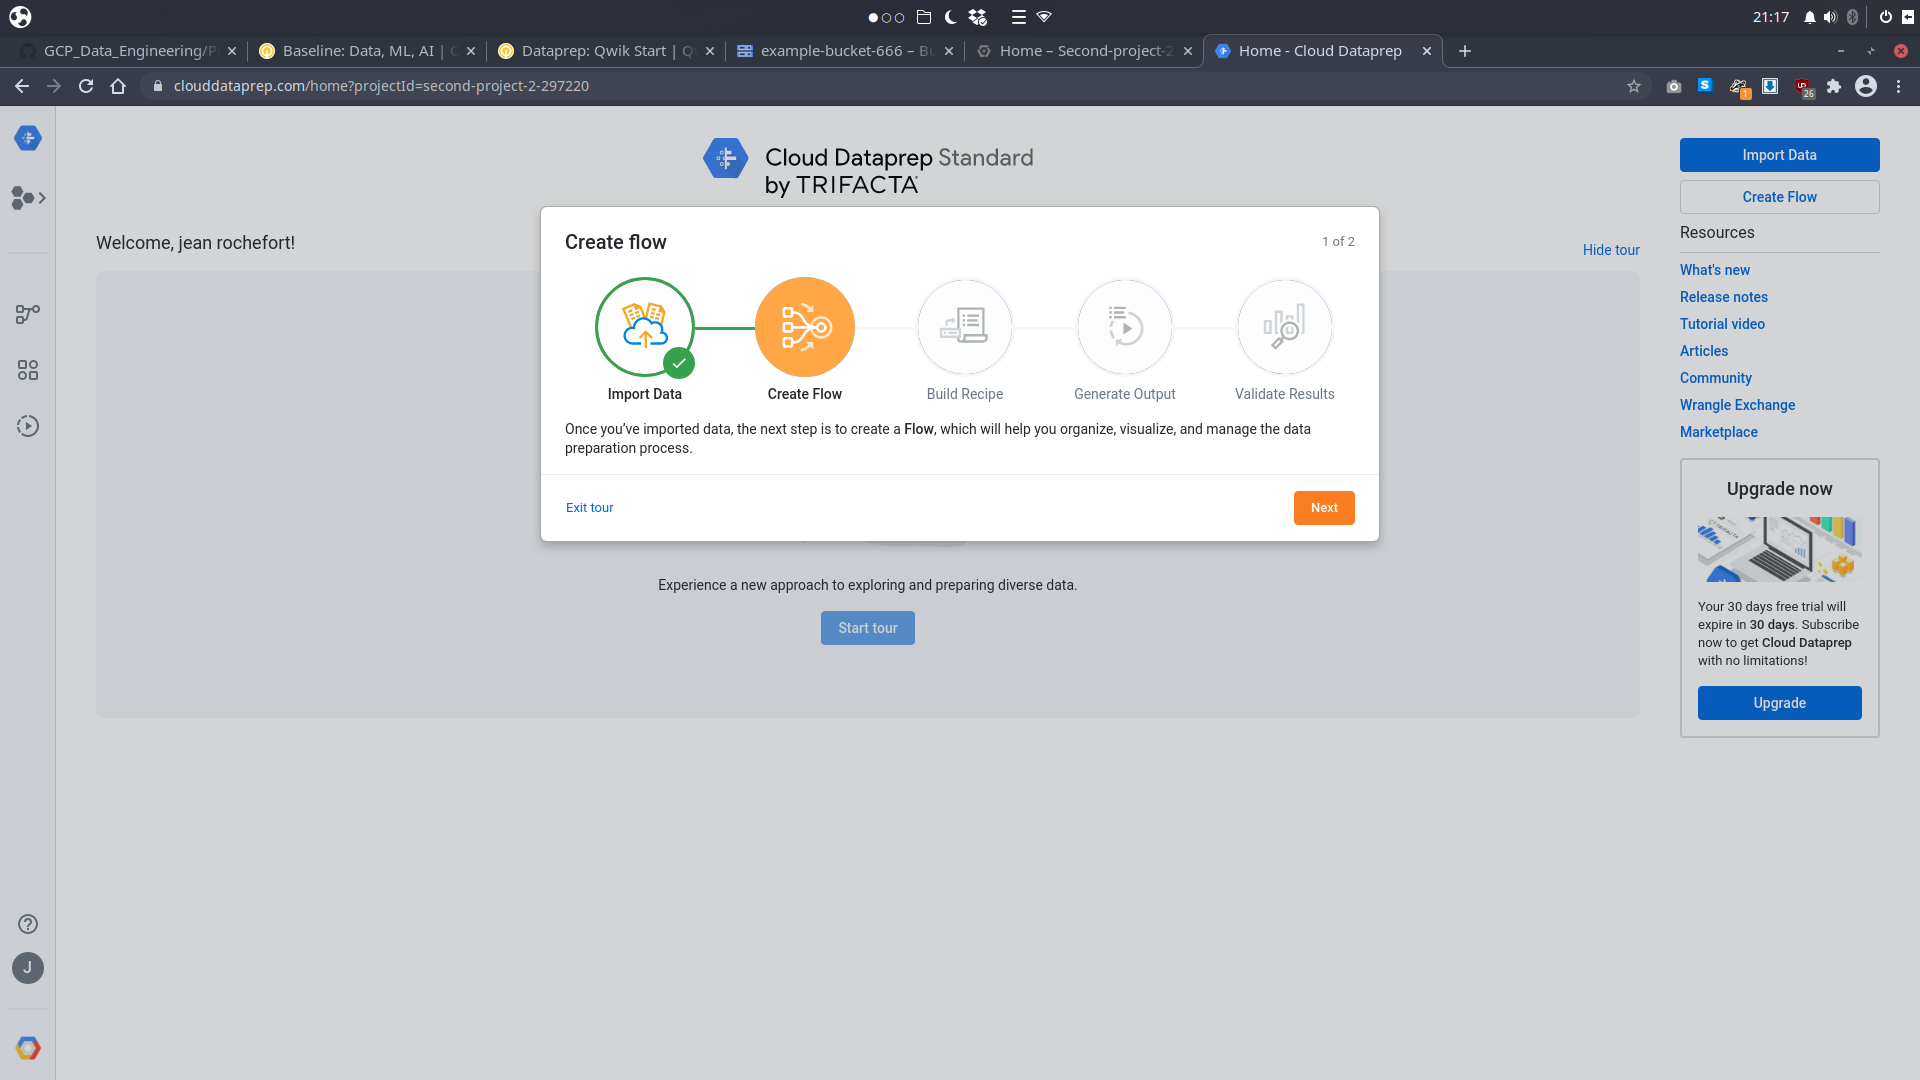 21:17
GCP_Data_Engineering/P
Baseline: Data, ML, AI | Q
Dataprep: Qwik Start | Q
example-bucket-666 – Bu
Home – Second-project-2
Home - Cloud Dataprep
clouddataprep.com/home?projectId=second-project-2-297220
S
1
26
Cloud Dataprep Standard
by TRIFACTA
Import Data
Create Flow
Welcome, jean rochefort!
Hide tour
Resources
What's new
Release notes
Tutorial video
Articles
Community
Wrangle Exchange
Marketplace
Create flow
1 of 2
Import Data
Create Flow
Build Recipe
Generate Output
Validate Results
Once you’ve imported data, the next step is to create a Flow, which will help you organize, visualize, and manage the data
preparation process.
Exit tour
Next
Experience a new approach to exploring and preparing diverse data.
Start tour
Upgrade now
Your 30 days free trial will
expire in 30 days. Subscribe
now to get Cloud Dataprep
with no limitations!
Upgrade
J